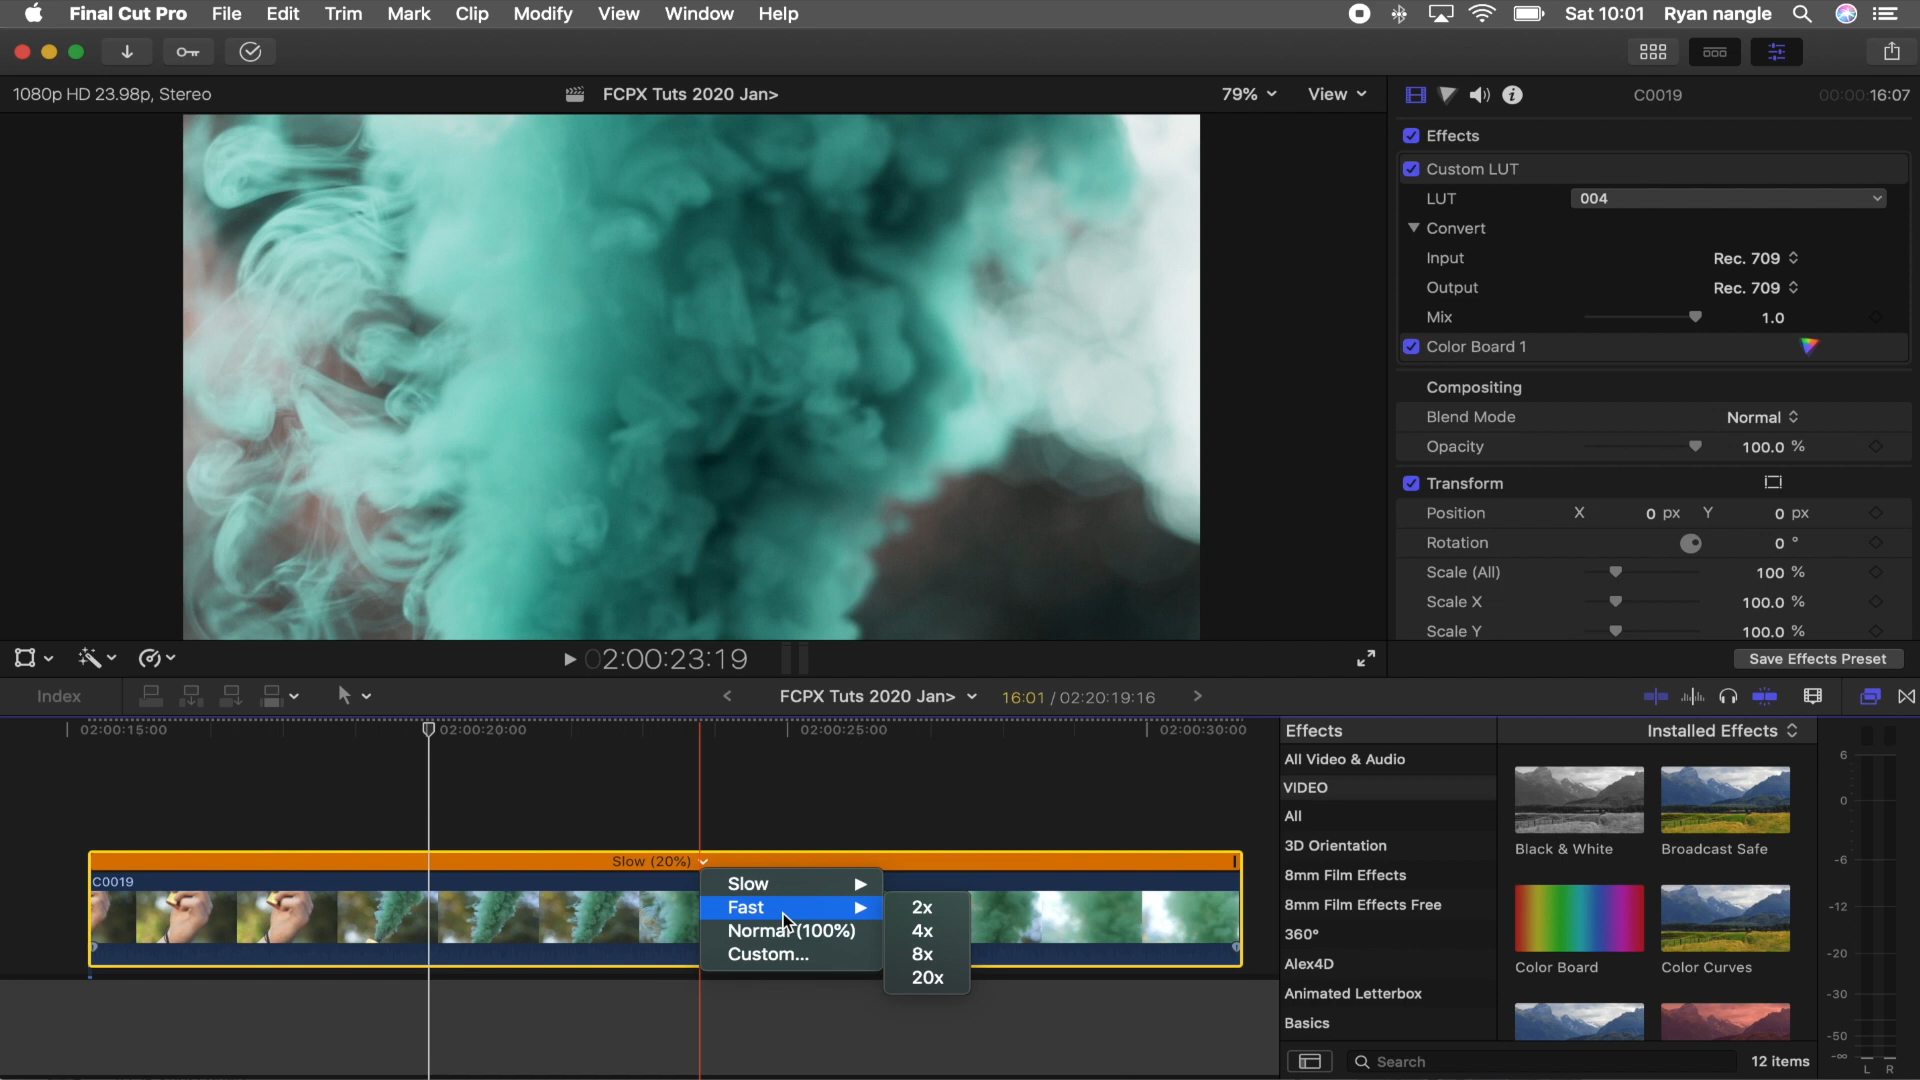 Final Cut Pro File Edit Trim Mark Clip Modify View Window Help Sat 10:01 Ryan nangle
1080p HD 23.98p, Stereo FCPX Tuts 2020 Jan> 79% View C0019 00:00:16:07
Effects
Custom LUT
LUT 004
Convert
Input Rec. 709
Output Rec. 709
Mix 1.0
Color Board 1
Compositing
Blend Mode Normal
Opacity 100.0 %
Transform
Position X 0 px Y 0 px
Rotation 0 °
Scale (All) 100 %
Scale X 100.0 %
Scale Y 100.0 %
02:00:23:19 Save Effects Preset
Index FCPX Tuts 2020 Jan> 16:01 / 02:20:19:16
02:00:15:00 02:00:20:00 02:00:25:00 02:00:30:00
Slow (20%)
C0019
Slow
Fast
Normal (100%)
Custom...
2x
4x
8x
20x
Effects Installed Effects
All Video & Audio
VIDEO
All
3D Orientation
8mm Film Effects
8mm Film Effects Free
360°
Alex4D
Animated Letterbox
Basics
Black & White Broadcast Safe
Color Board Color Curves
Search 12 items
6
0
-6
-12
-20
-30
-50
-∞
L R